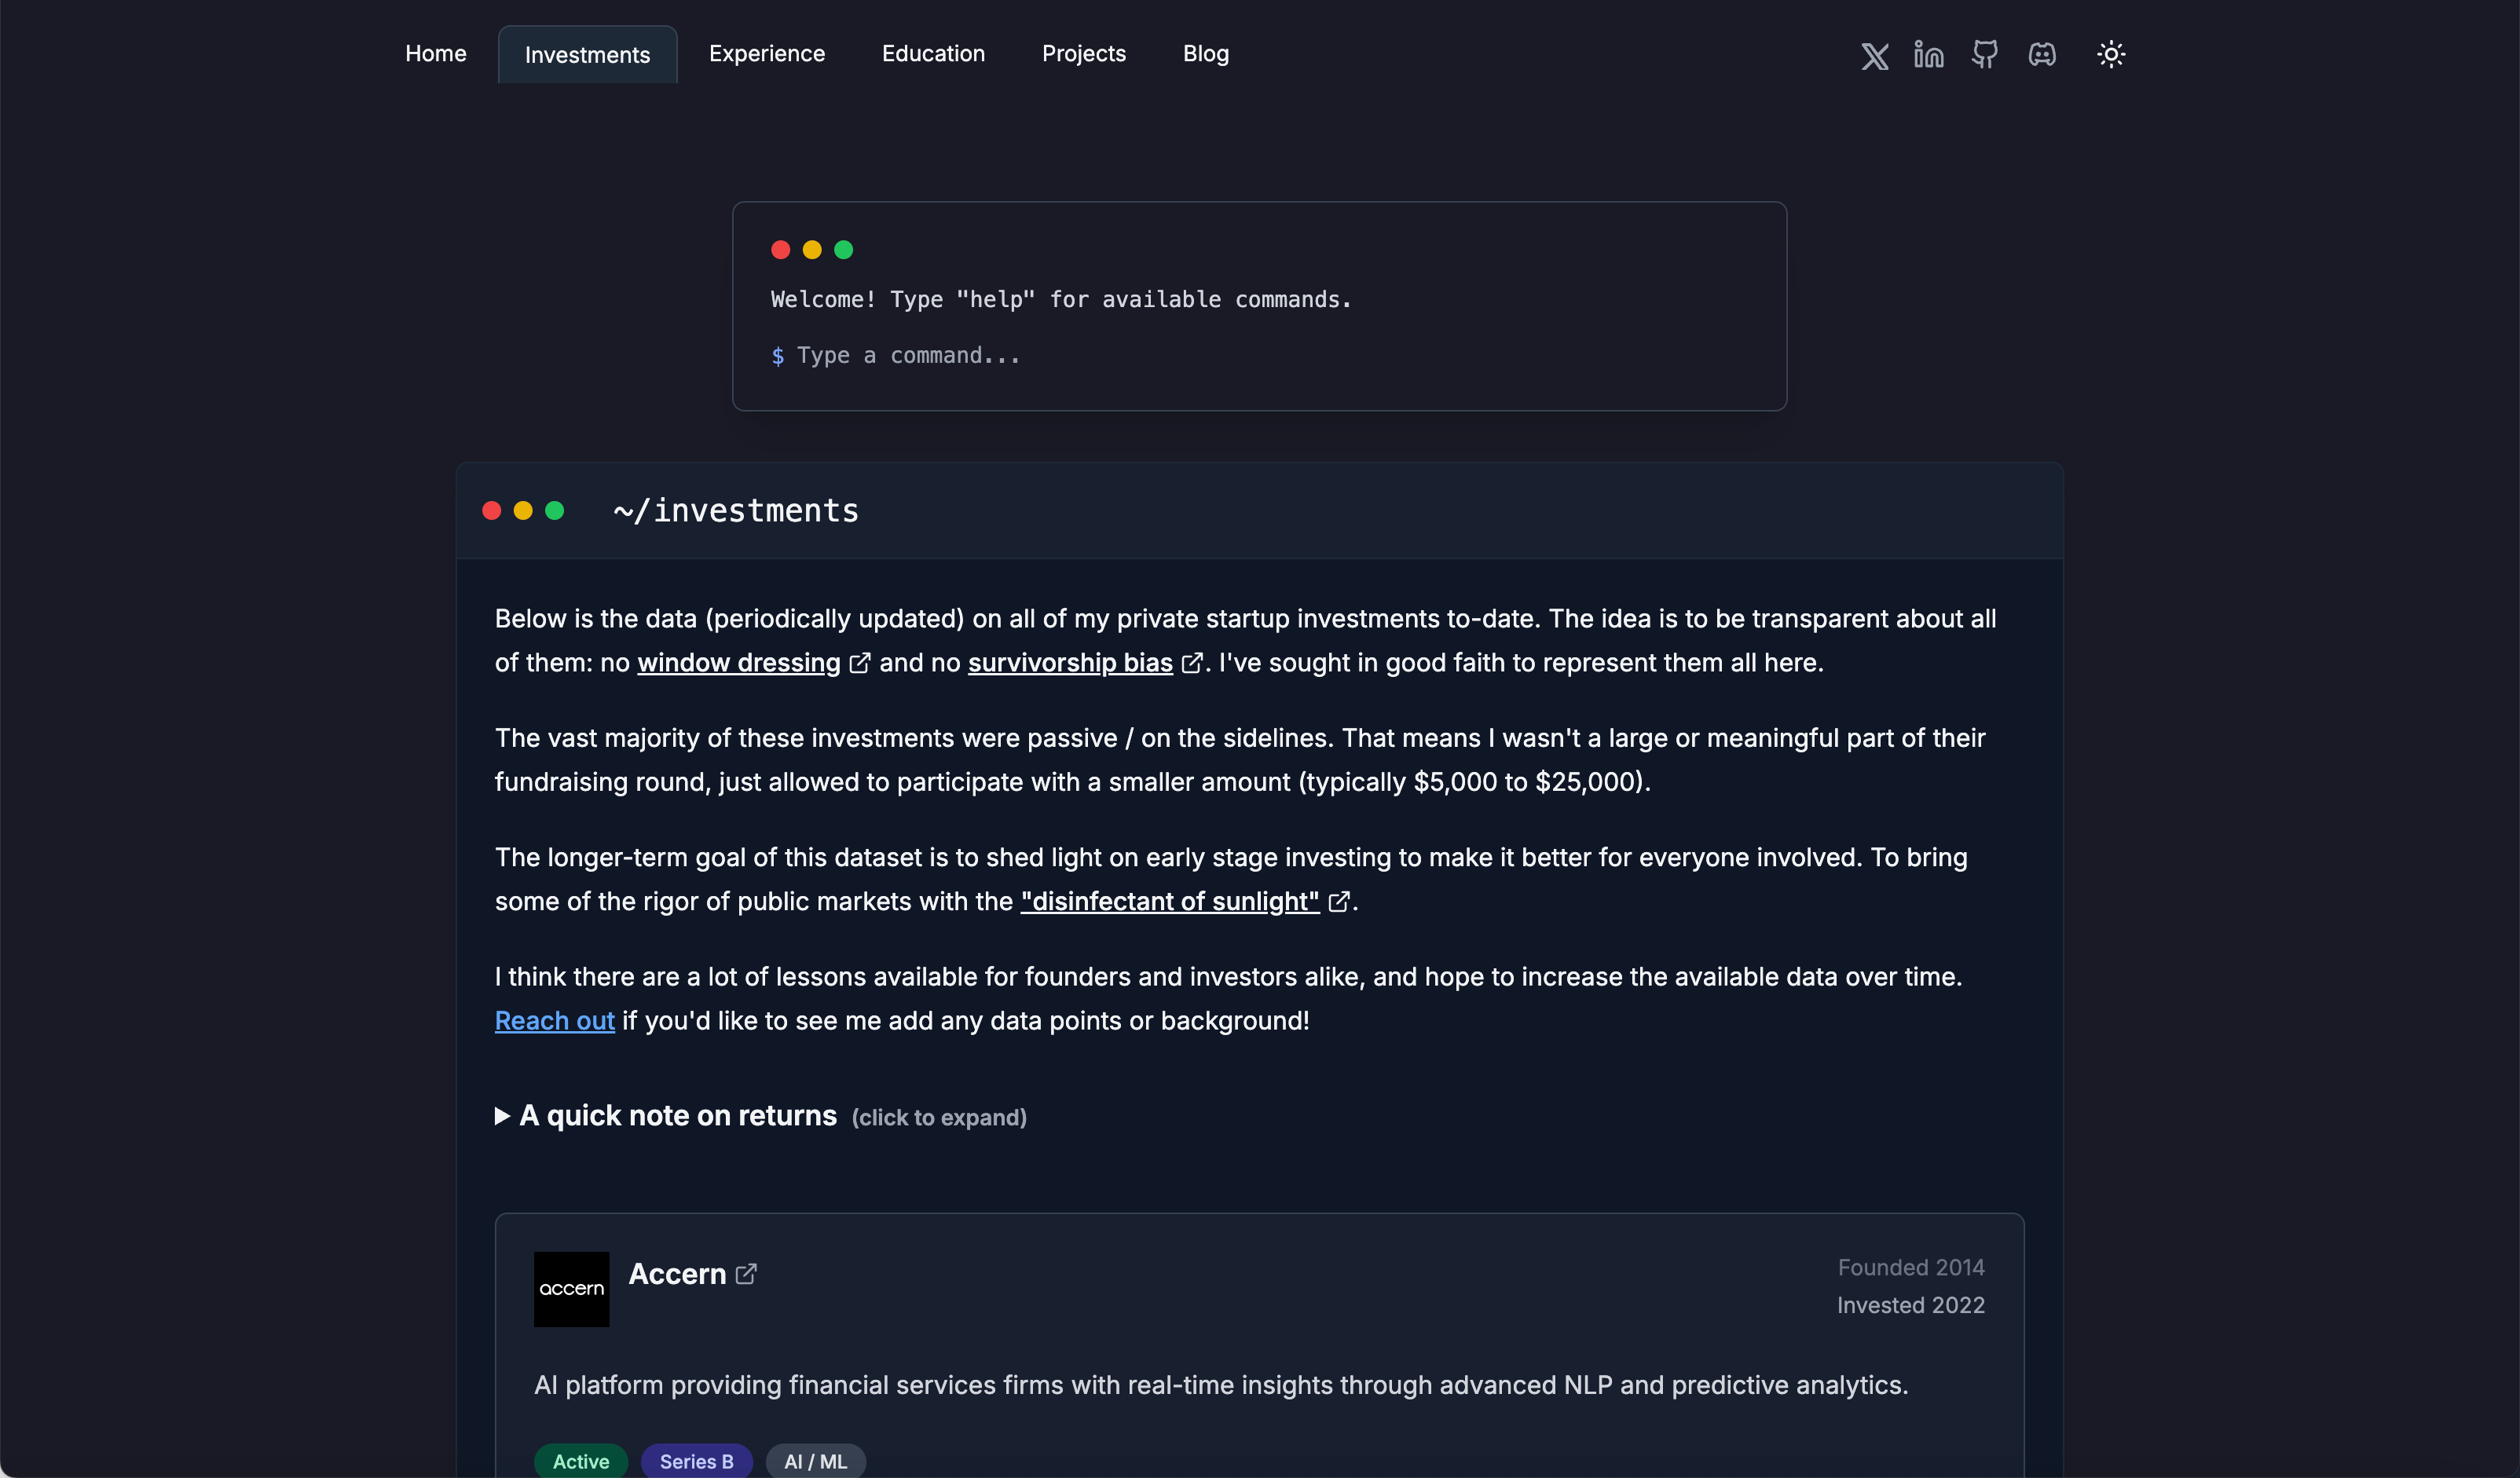 Home Investments Experience Education Projects Blog
Welcome! Type "help" for available commands.
$ Type a command...
~/investments
Below is the data (periodically updated) on all of my private startup investments to-date. The idea is to be transparent about all
of them: no window dressing and no survivorship bias. I've sought in good faith to represent them all here.
The vast majority of these investments were passive / on the sidelines. That means I wasn't a large or meaningful part of their
fundraising round, just allowed to participate with a smaller amount (typically $5,000 to $25,000).
The longer-term goal of this dataset is to shed light on early stage investing to make it better for everyone involved. To bring
some of the rigor of public markets with the "disinfectant of sunlight".
I think there are a lot of lessons available for founders and investors alike, and hope to increase the available data over time.
Reach out if you'd like to see me add any data points or background!
A quick note on returns (click to expand)
accern
Accern
Founded 2014
Invested 2022
AI platform providing financial services firms with real-time insights through advanced NLP and predictive analytics.
Active Series B AI / ML